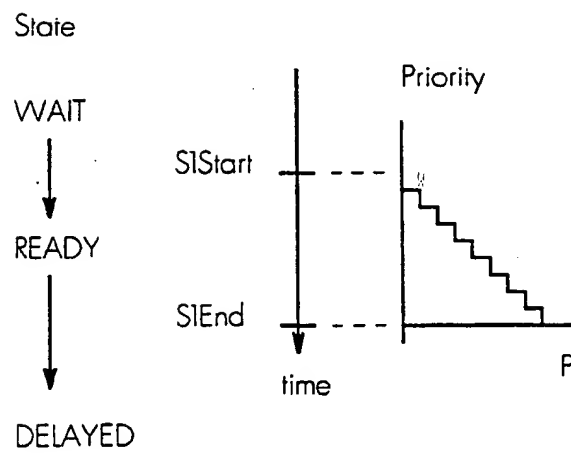 State
WAIT
READY
DELAYED
S1Start
S1End
time
Priority
P